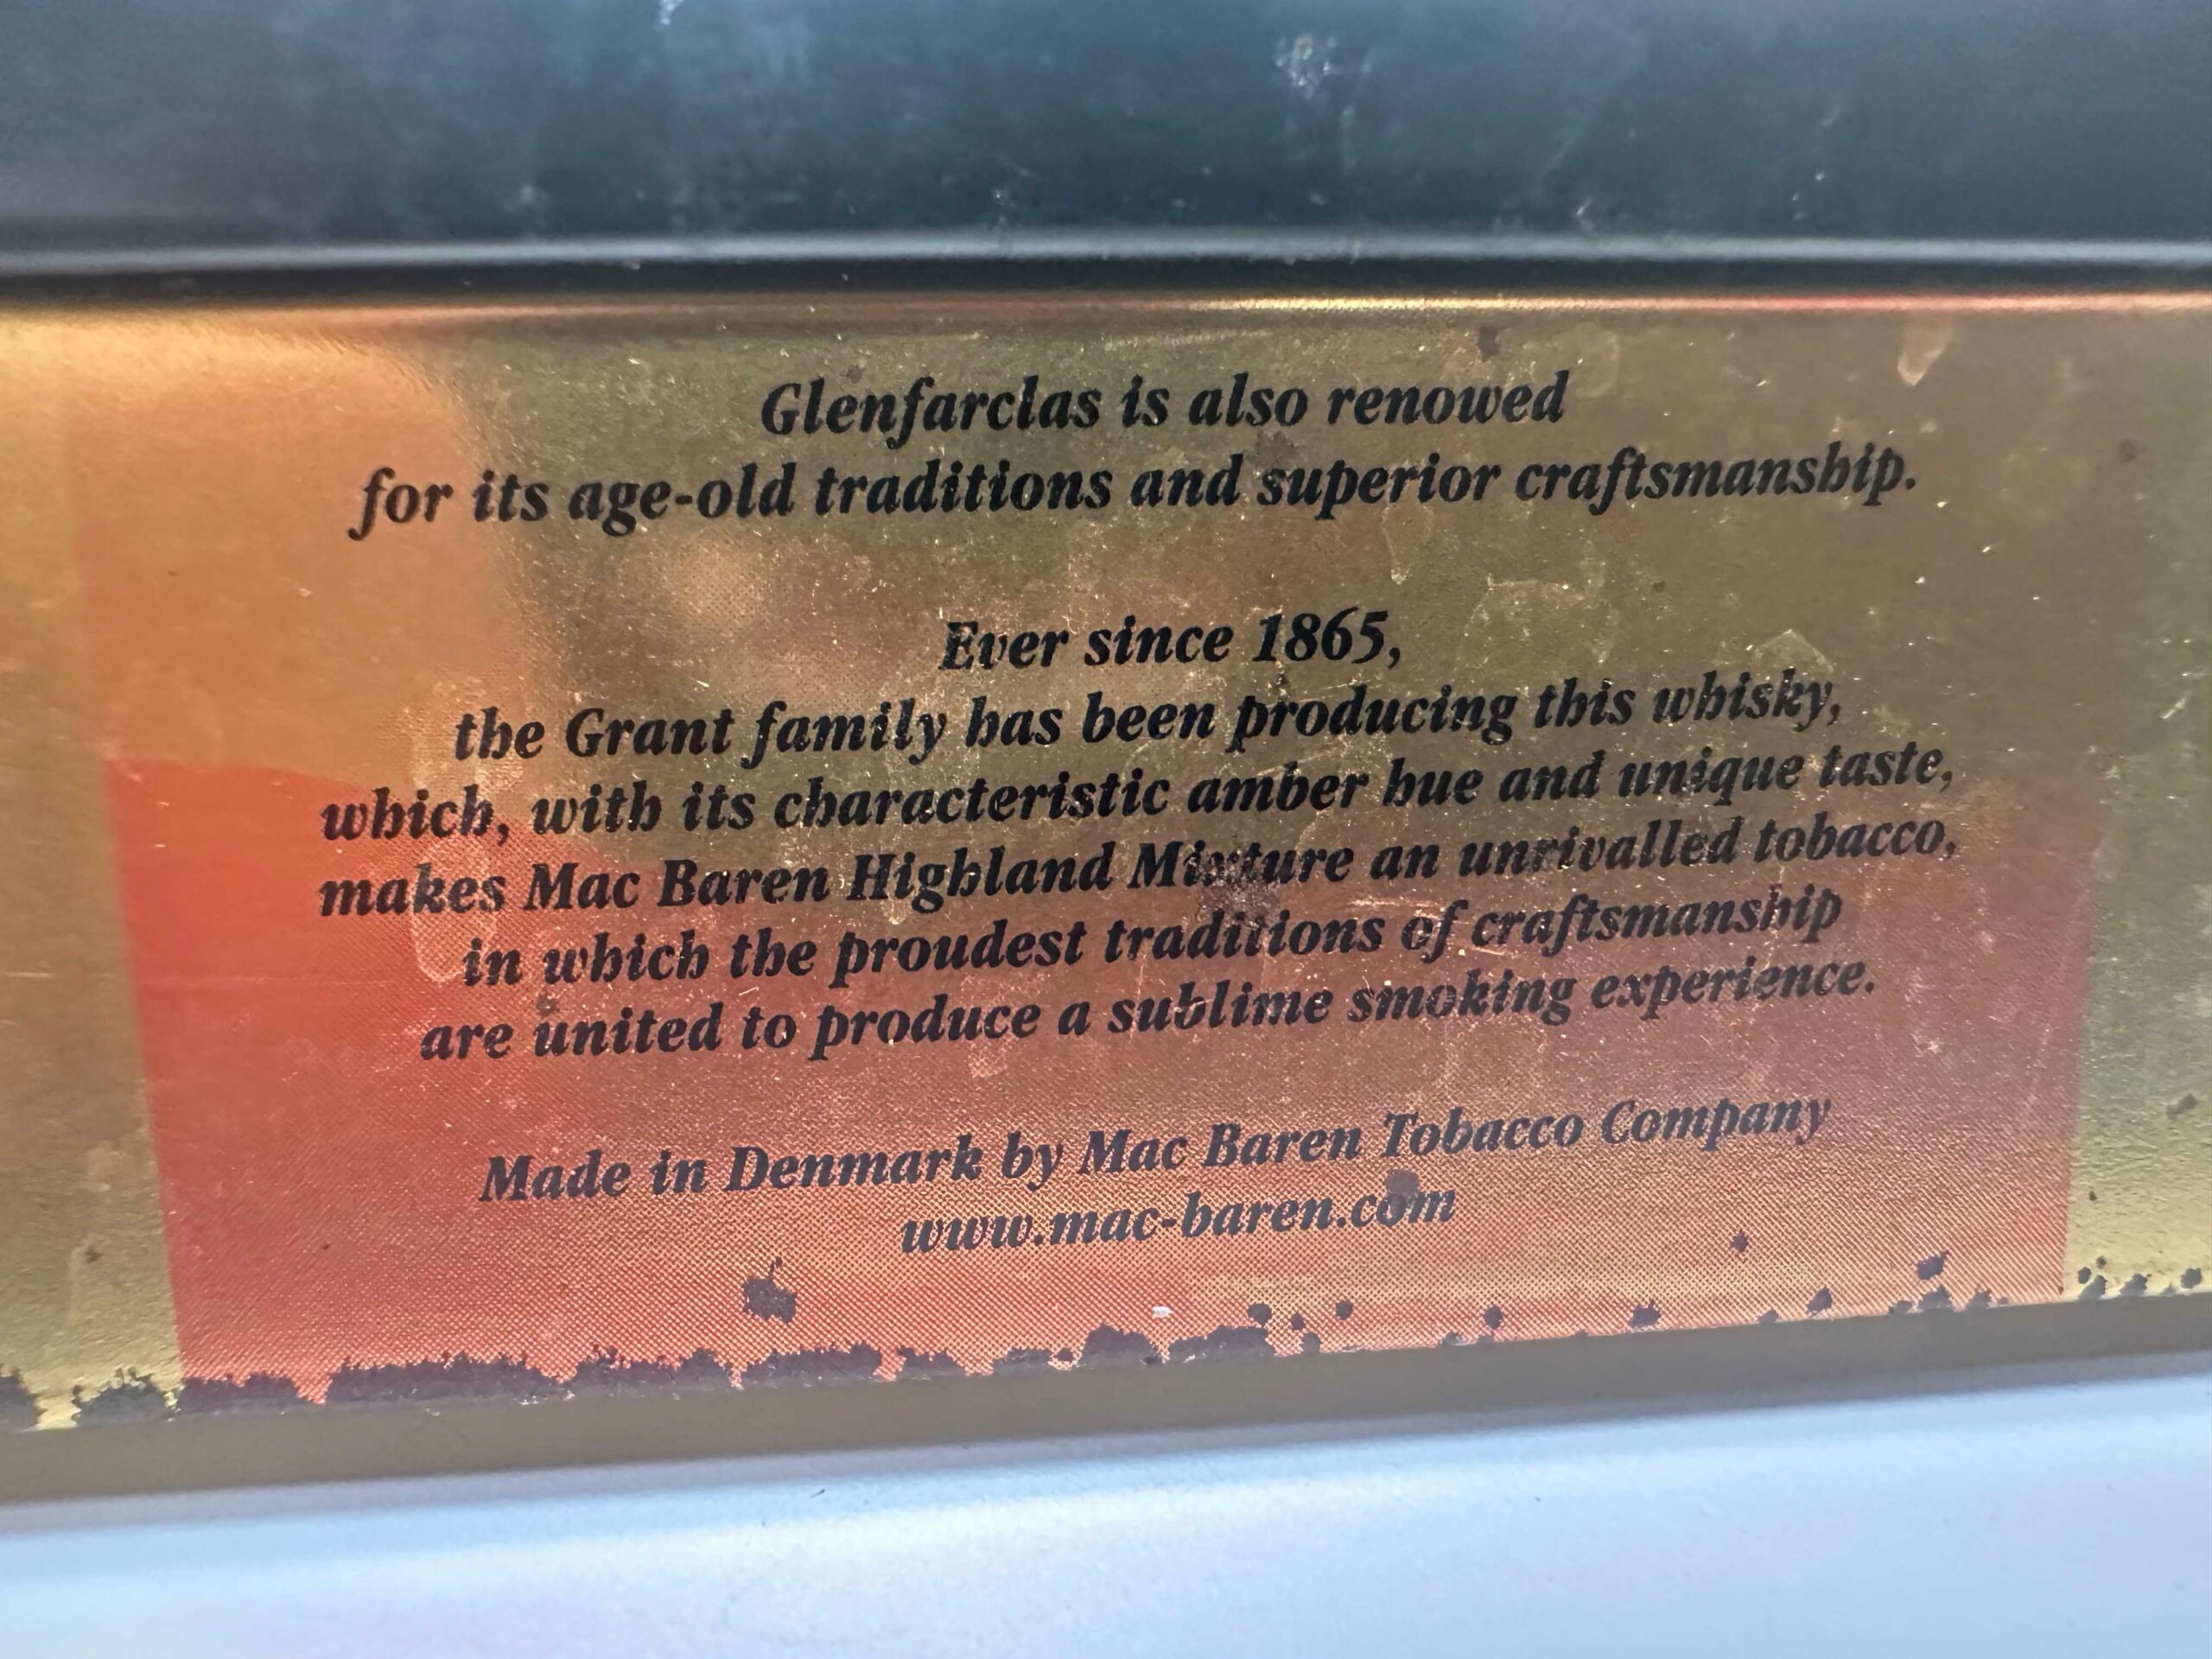 Glenfarclas is also renowed
for its age-old traditions and superior craftsmanship.
Ever since 1865,
the Grant family has been producing this whisky,
which, with its characteristic amber hue and unique taste,
makes Mac Baren Highland Mixture an unrivalled tobacco,
in which the proudest traditions of craftsmanship
are united to produce a sublime smoking experience.
Made in Denmark by Mac Baren Tobacco Company
www.mac-baren.com